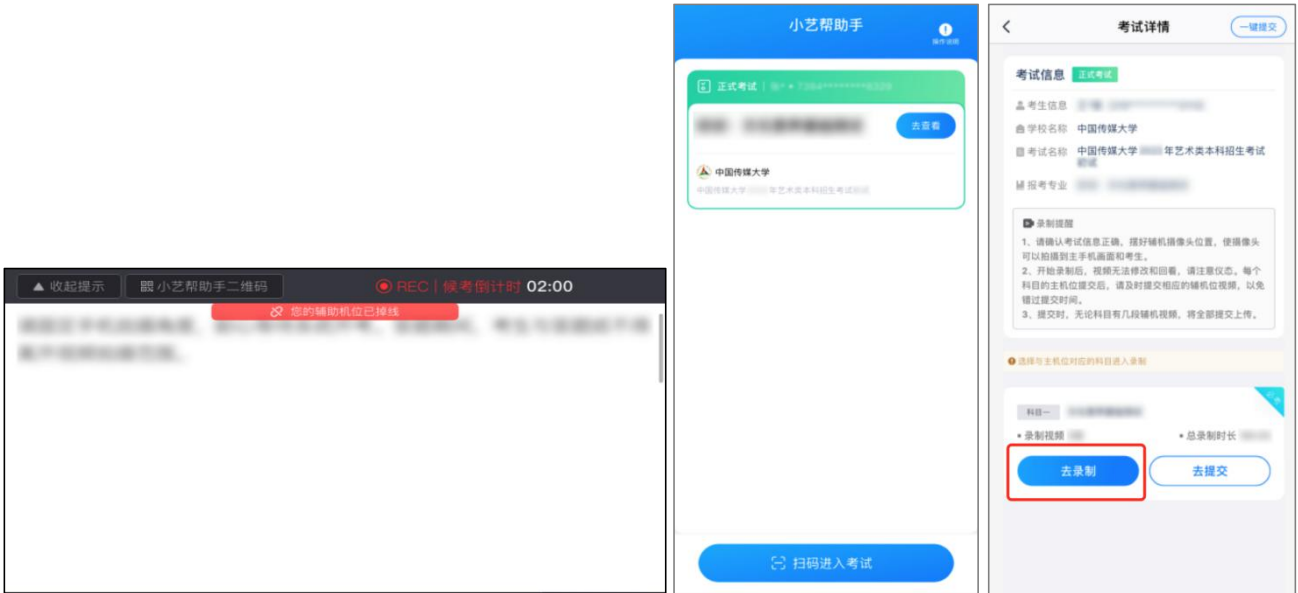 ▲ 收起提示
小艺帮助手二维码
REC | 候考倒计时 02:00
您的辅助机位已掉线
小艺帮助手
操作说明
正式考试
去查看
中国传媒大学
中国传媒大学 年艺术类本科招生考试
扫码进入考试
考试详情
一键提交
考试信息 正式考试
考生信息
学校名称 中国传媒大学
考试名称 中国传媒大学 年艺术类本科招生考试
报考专业
录制提醒
1、请确认考试信息正确，摆好辅机摄像头位置，使摄像头
可以拍摄到主手机画面和考生。
2、开始录制后，视频无法修改和回看，请注意仪态。每个
科目的主机位提交后，请及时提交相应的辅机位视频，以免
错过提交时间。
3、提交时，无论科目有几段辅机视频，将全部提交上传。
选择与主机位对应的科目进入录制
科目一
• 录制视频
• 总录制时长
去录制
去提交